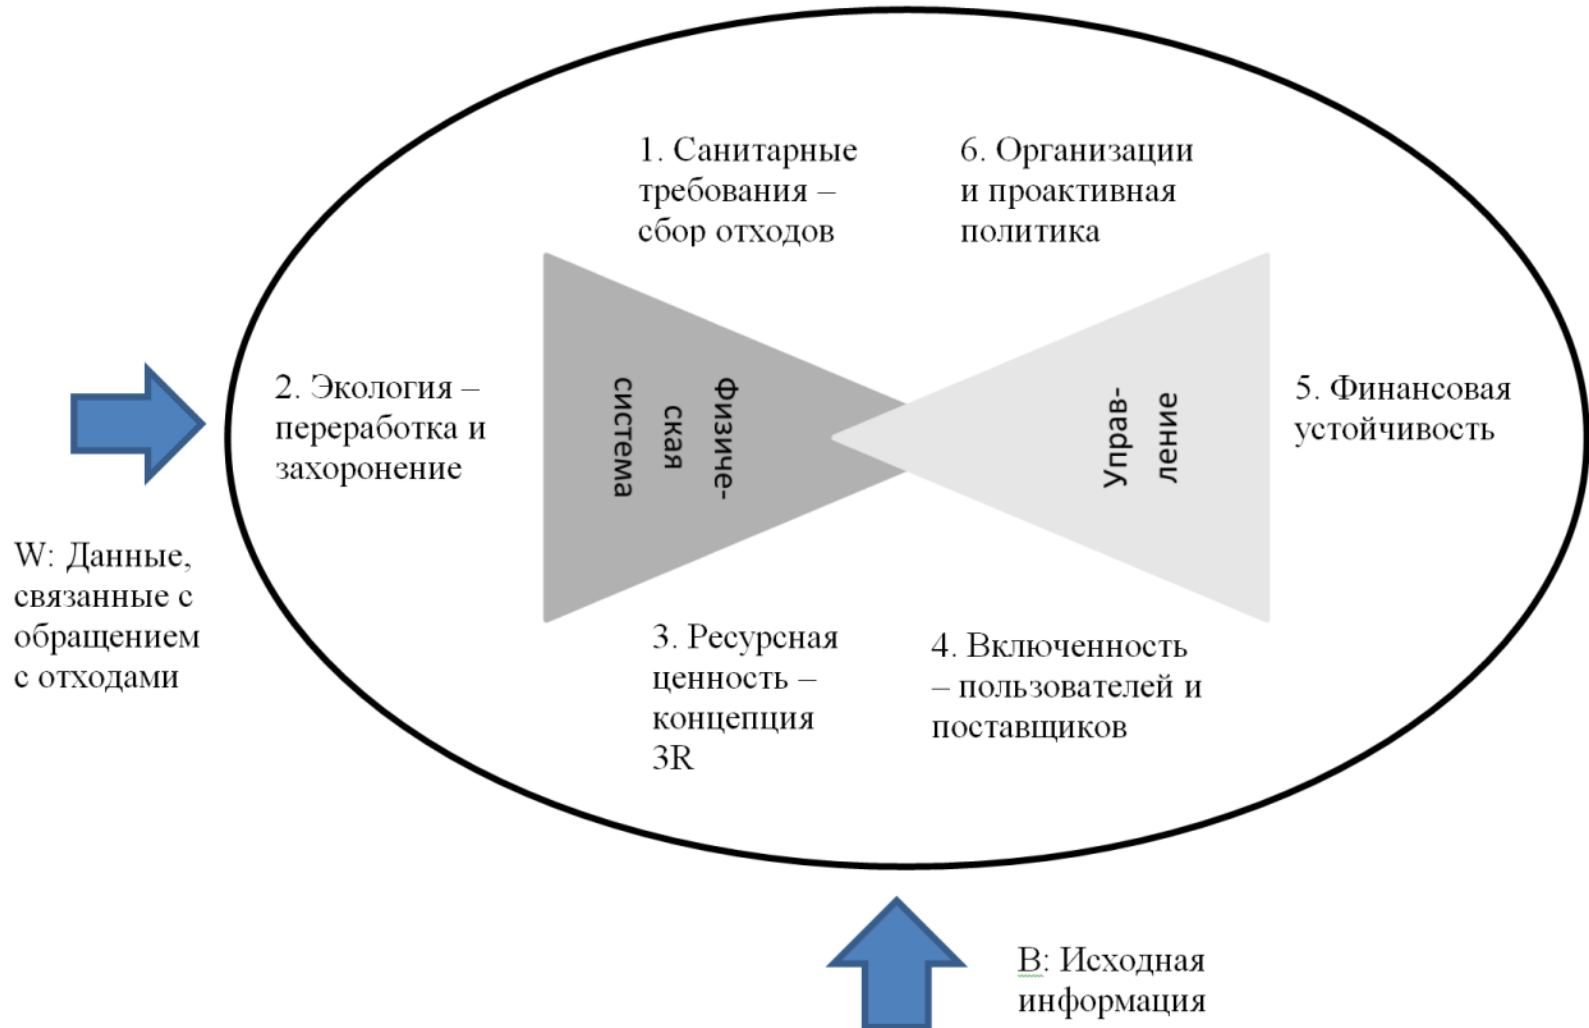 1. Санитарные
требования –
сбор отходов
6. Организации
и проактивная
политика
2. Экология –
переработка и
захоронение
Физиче-
ская
система
Управ-
ление
5. Финансовая
устойчивость
W: Данные,
связанные с
обращением
с отходами
3. Ресурсная
ценность –
концепция
3R
4. Включенность
– пользователей и
поставщиков
B: Исходная
информация